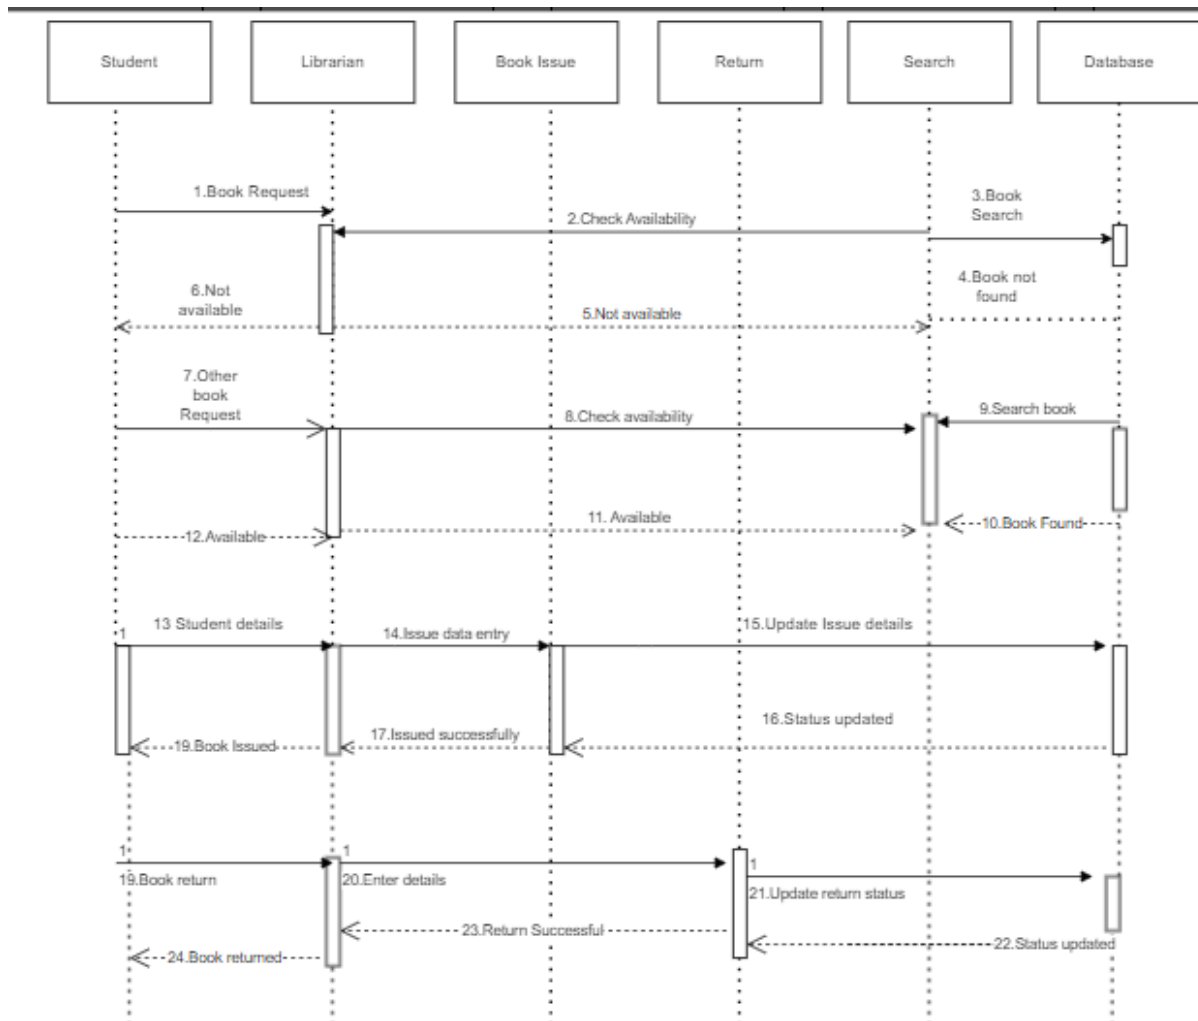 Student
Librarian
Book Issue
Return
Search
Database
1.Book Request
2.Check Availability
3.Book
Search
4.Book not
found
5.Not available
6.Not
available
7.Other
book
Request
8.Check availability
9.Search book
10.Book Found
11. Available
12.Available
1
13 Student details
14.Issue data entry
15.Update Issue details
16.Status updated
17.Issued successfully
19.Book Issued
1
19.Book return
1
20.Enter details
1
21.Update return status
22.Status updated
23.Return Successful
24.Book returned